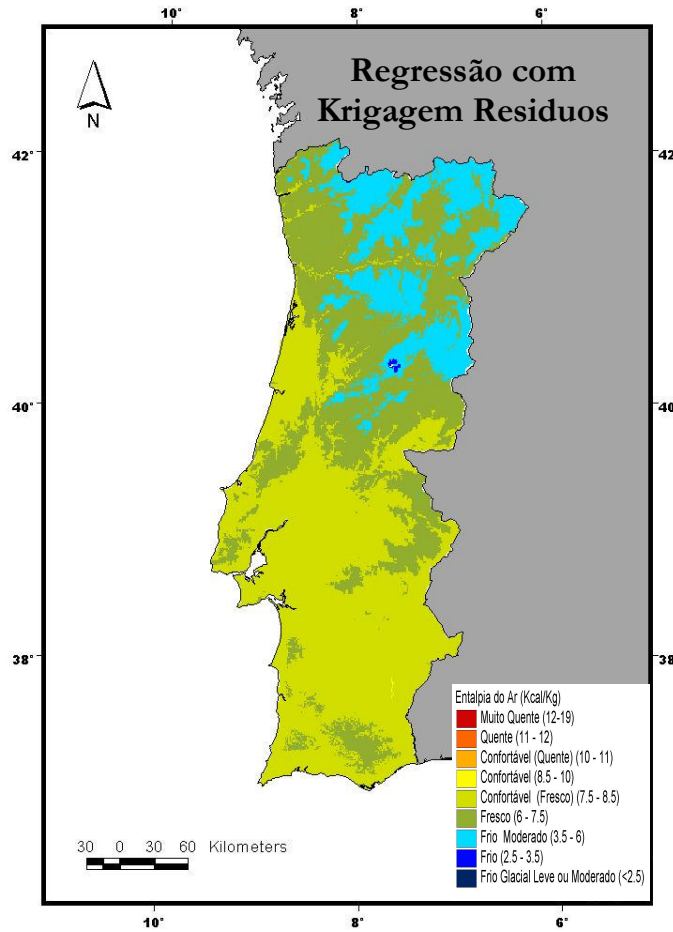 10° 8° 6°
Regressão com
Krigagem Residuos
N
42° 42
40° 40
38° 38
Entalpia do Ar (Kcal/Kg)
Muito Quente (12-19)
Quente (11 - 12)
Confortável (Quente) (10 - 11)
Confortável (8.5 - 10)
Confortável (Fresco) (7.5 - 8.5)
Fresco (6 - 7.5)
Frio Moderado (3.5 - 6)
Frio (2.5 - 3.5)
Frio Glacial Leve ou Moderado (<2.5)
30 0 30 60 Kilometers
10° 8° 6°